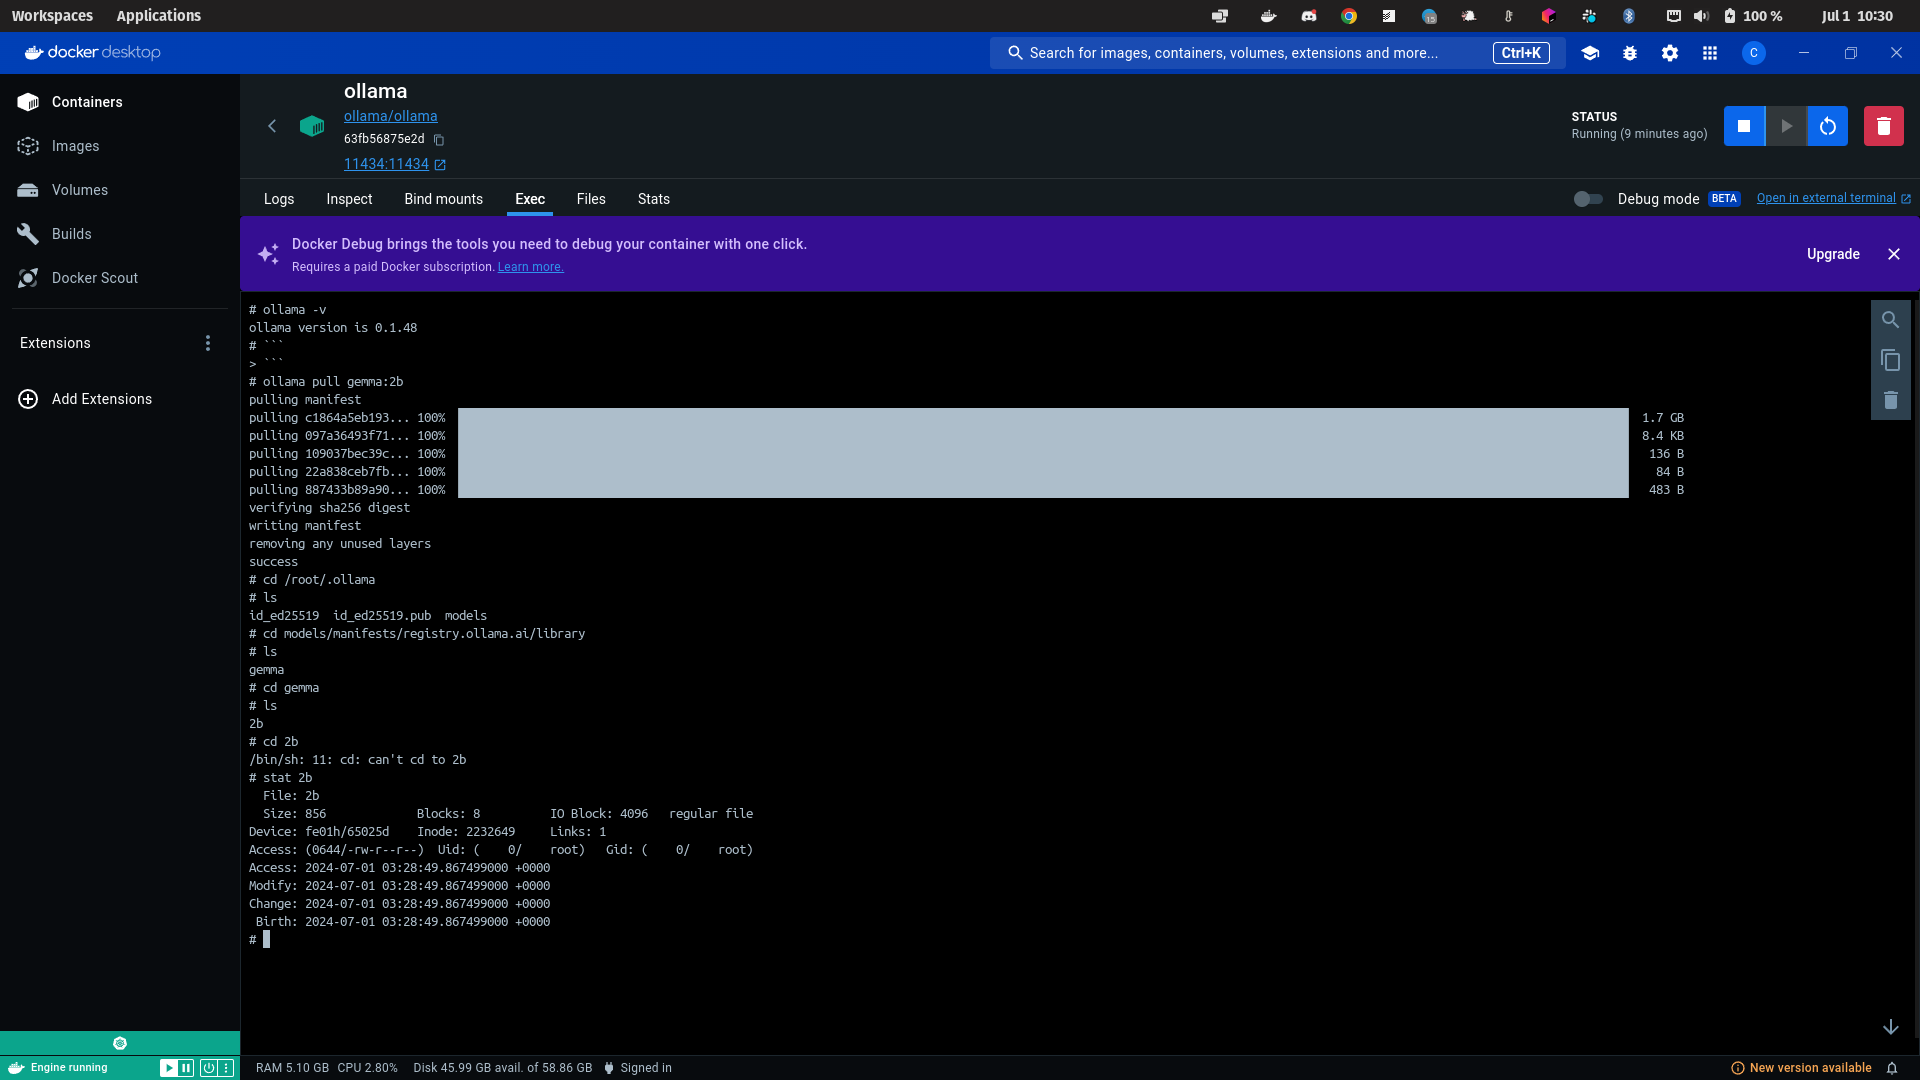 Workspaces Applications 15 100 % Jul 1 10:30
docker desktop Search for images, containers, volumes, extensions and more... Ctrl+K C
Containers
Images
Volumes
Builds
Docker Scout
Extensions
Add Extensions
ollama
ollama/ollama
63fb56875e2d
11434:11434
STATUS
Running (9 minutes ago)
Logs Inspect Bind mounts Exec Files Stats Debug mode BETA Open in external terminal
Docker Debug brings the tools you need to debug your container with one click.
Requires a paid Docker subscription. Learn more.
Upgrade
# ollama -v
ollama version is 0.1.48
# ```
> ```
# ollama pull gemma:2b
pulling manifest
pulling c1864a5eb193... 100% 1.7 GB
pulling 097a36493f71... 100% 8.4 KB
pulling 109037bec39c... 100% 136 B
pulling 22a838ceb7fb... 100% 84 B
pulling 887433b89a90... 100% 483 B
verifying sha256 digest
writing manifest
removing any unused layers
success
# cd /root/.ollama
# ls
id_ed25519 id_ed25519.pub models
# cd models/manifests/registry.ollama.ai/library
# ls
gemma
# cd gemma
# ls
2b
# cd 2b
/bin/sh: 11: cd: can't cd to 2b
# stat 2b
File: 2b
Size: 856 Blocks: 8 IO Block: 4096 regular file
Device: fe01h/65025d Inode: 2232649 Links: 1
Access: (0644/-rw-r--r--) Uid: ( 0/ root) Gid: ( 0/ root)
Access: 2024-07-01 03:28:49.867499000 +0000
Modify: 2024-07-01 03:28:49.867499000 +0000
Change: 2024-07-01 03:28:49.867499000 +0000
Birth: 2024-07-01 03:28:49.867499000 +0000
#
Engine running RAM 5.10 GB CPU 2.80% Disk 45.99 GB avail. of 58.86 GB Signed in New version available